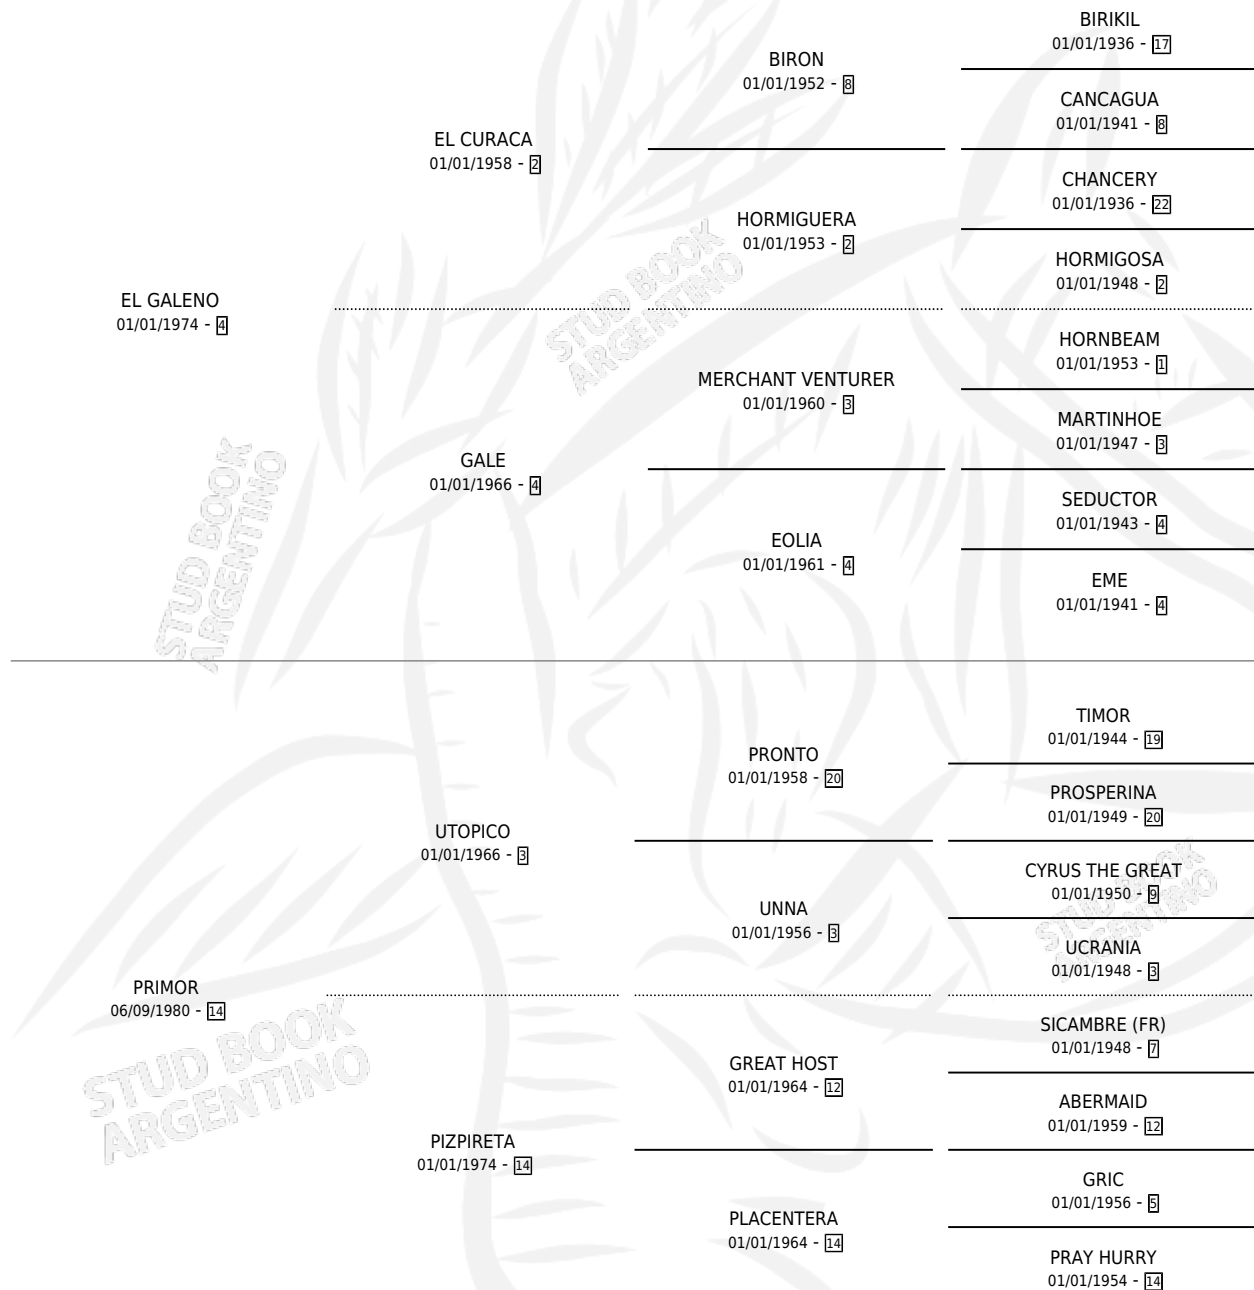 BIRIKIL
01/01/1936 - 17
BIRON
01/01/1952 - 8
CANCAGUA
01/01/1941 - 8
EL CURACA
01/01/1958 - 2
CHANCERY
01/01/1936 - 22
HORMIGUERA
01/01/1953 - 2
HORMIGOSA
01/01/1948 - 2
EL GALENO
01/01/1974 - 4
HORNBEAM
01/01/1953 - 1
MERCHANT VENTURER
01/01/1960 - 3
MARTINHOE
01/01/1947 - 3
GALE
01/01/1966 - 4
SEDUCTOR
01/01/1943 - 4
EOLIA
01/01/1961 - 4
EME
01/01/1941 - 4
STUD BOOK
ARGENTINO
STUD BOOK
ARGENTINO
TIMOR
01/01/1944 - 19
PRONTO
01/01/1958 - 20
PROSPERINA
01/01/1949 - 20
UTOPICO
01/01/1966 - 3
CYRUS THE GREAT
01/01/1950 - 9
UNNA
01/01/1956 - 3
UCRANIA
01/01/1948 - 3
STUD BOOK
ARGENTINO
PRIMOR
06/09/1980 - 14
SICAMBRE (FR)
01/01/1948 - 7
GREAT HOST
01/01/1964 - 12
ABERMAID
01/01/1959 - 12
PIZPIRETA
01/01/1974 - 14
GRIC
01/01/1956 - 5
PLACENTERA
01/01/1964 - 14
PRAY HURRY
01/01/1954 - 14
STUD BOOK
ARGENTINO